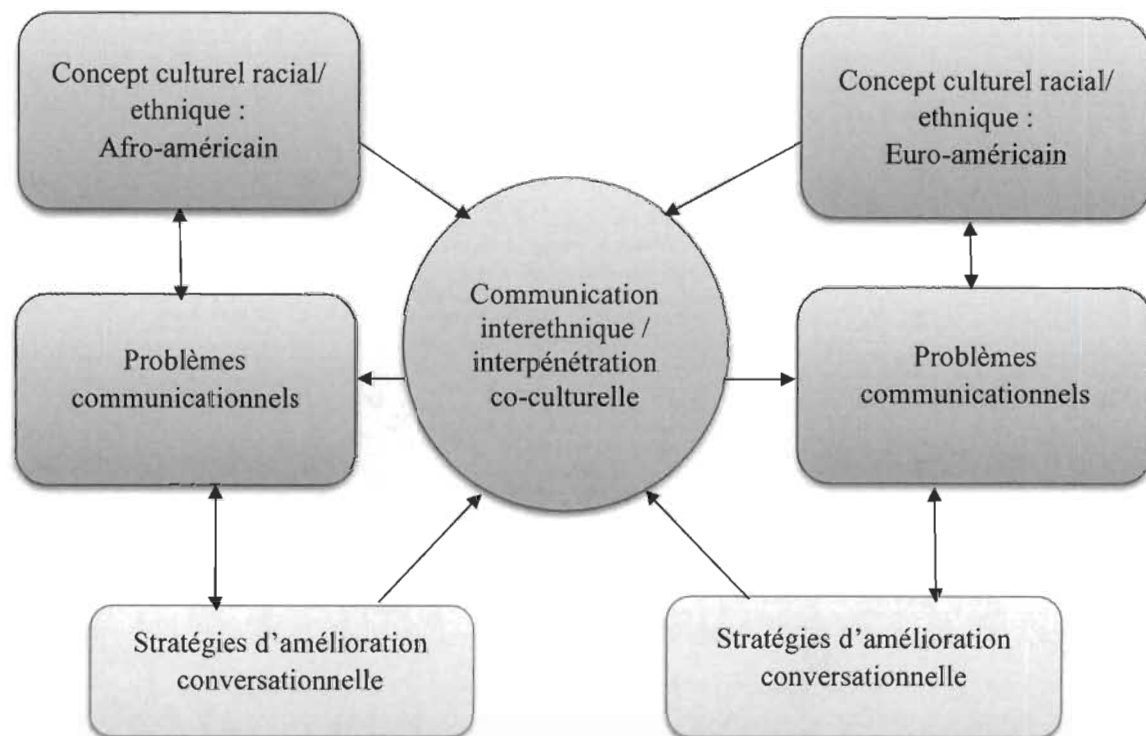 Concept culturel racial/
ethnique :
Afro-américain
Concept culturel racial/
ethnique :
Euro-américain
Communication
interethnique /
interpénétration
co-culturelle
Problèmes
communicationnels
Problèmes
communicationnels
Stratégies d'amélioration
conversationnelle
Stratégies d'amélioration
conversationnelle